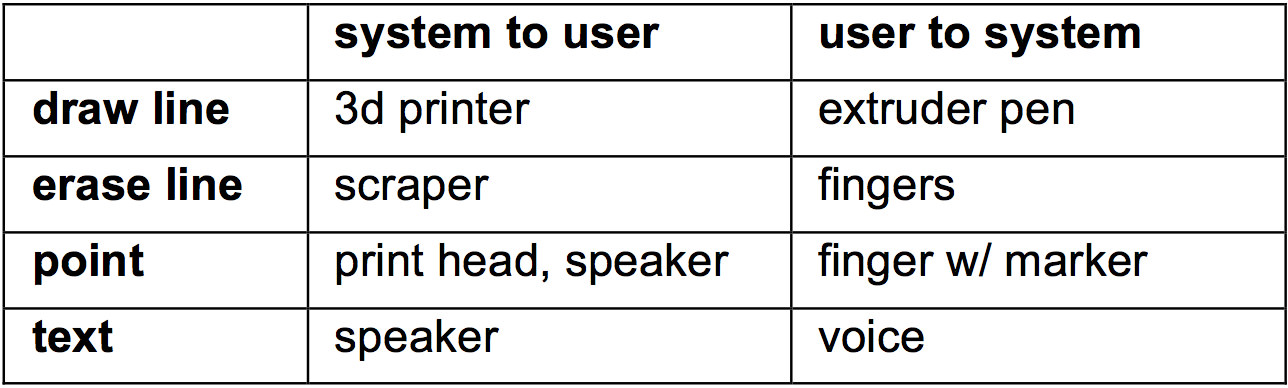 system to user user to system
draw line 3d printer extruder pen
erase line scraper fingers
point print head, speaker finger w/ marker
text speaker voice